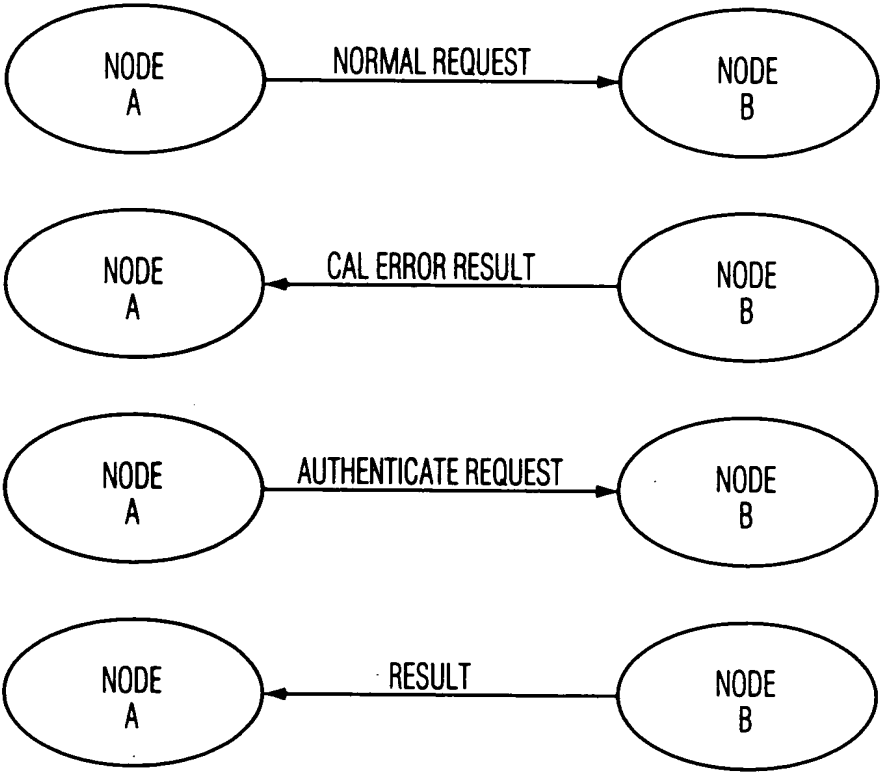 NODE
A
NORMAL REQUEST
NODE
B
NODE
A
CAL ERROR RESULT
NODE
B
NODE
A
AUTHENTICATE REQUEST
NODE
B
NODE
A
RESULT
NODE
B